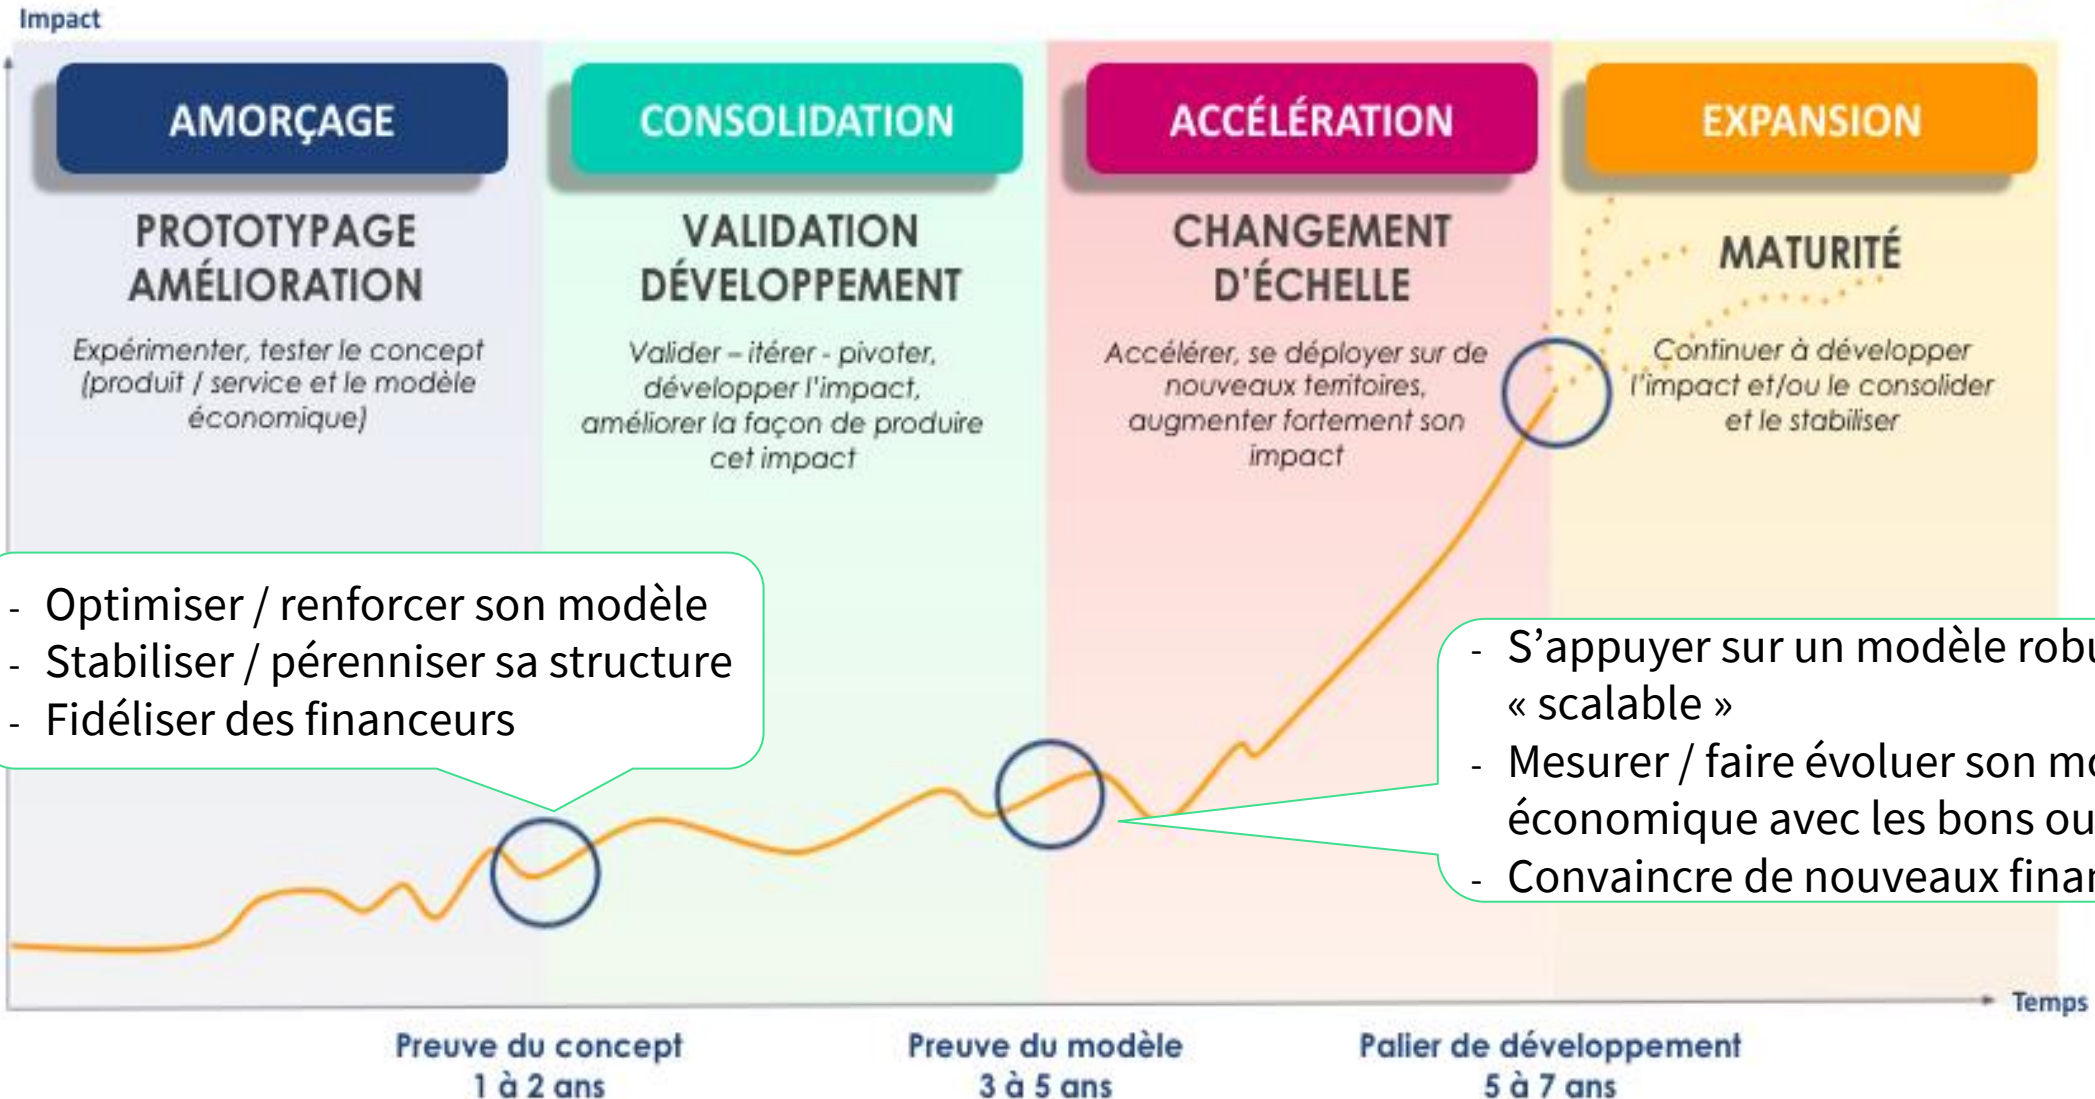 Impact
AMORÇAGE
PROTOTYPAGE
AMÉLIORATION
Expérimenter, tester le concept
(produit / service et le modèle
économique)
CONSOLIDATION
VALIDATION
DÉVELOPPEMENT
Valider – itérer - pivoter,
développer l'impact,
améliorer la façon de produire
cet impact
ACCÉLÉRATION
CHANGEMENT
D'ÉCHELLE
Accélérer, se déployer sur de
nouveaux territoires,
augmenter fortement son
impact
EXPANSION
MATURITÉ
Continuer à développer
l'impact et/ou le consolider
et le stabiliser
- Optimiser / renforcer son modèle
- Stabiliser / pérenniser sa structure
- Fidéliser des financeurs
- S’appuyer sur un modèle
« scalable »
- Mesurer / faire évoluer son
économique avec les bons
- Convaincre de nouveaux
Temps
Preuve du concept
1 à 2 ans
Preuve du modèle
3 à 5 ans
Palier de développement
5 à 7 ans